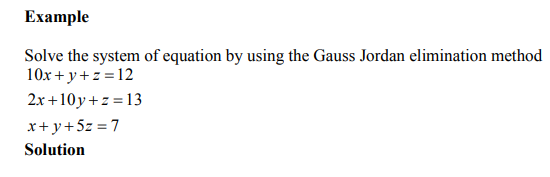 Example
Solve the system of equation by using the Gauss Jordan elimination method
10x + y + z = 12
2x + 10y + z = 13
x + y + 5z = 7
Solution